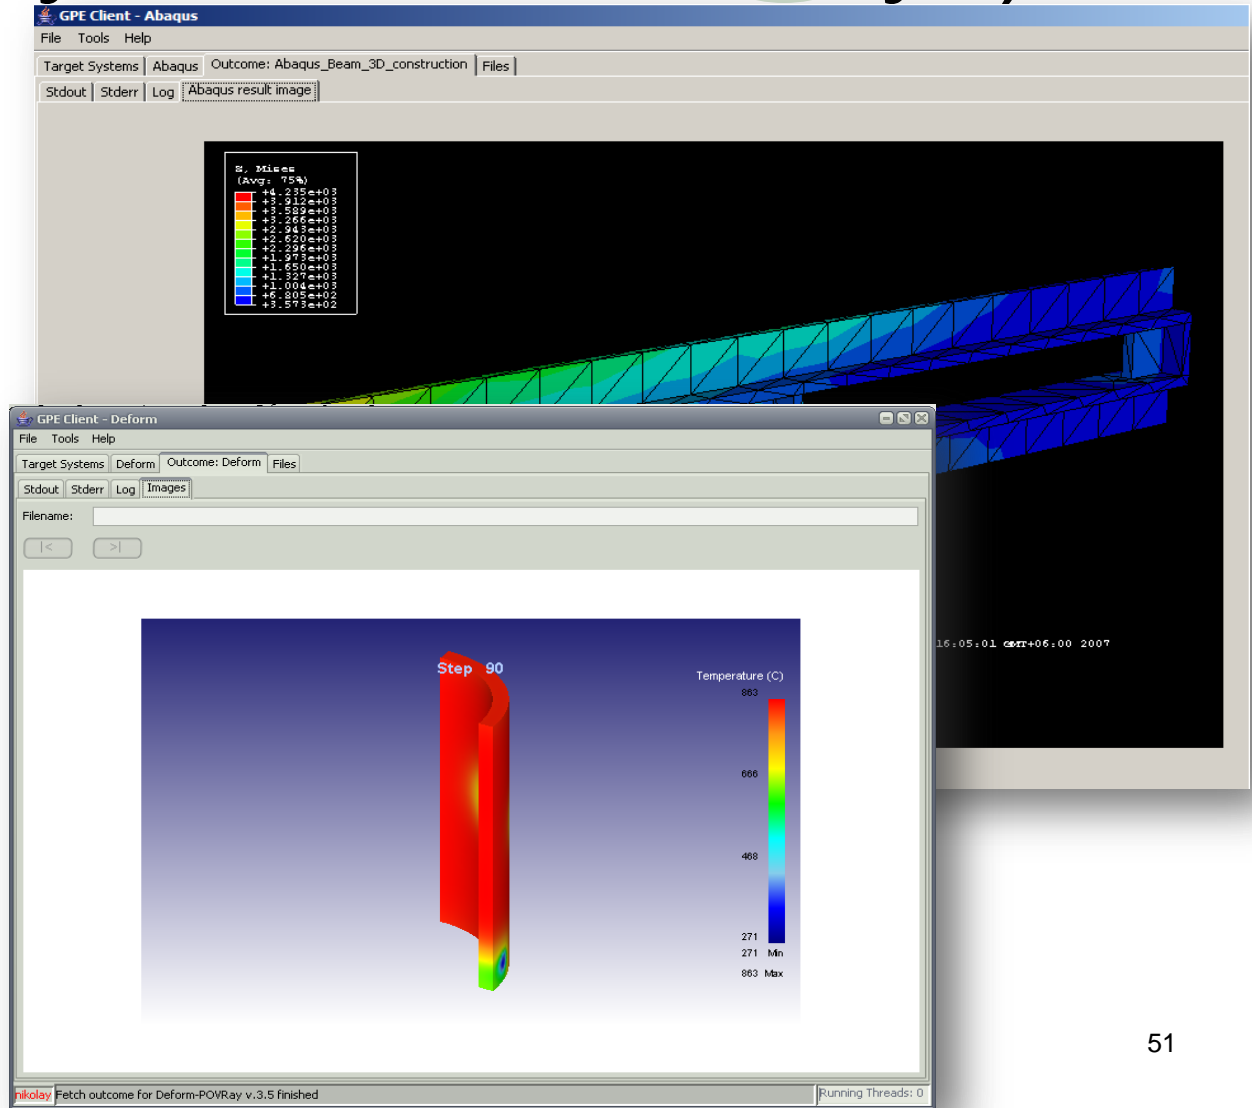 GPE Client - Abaqus
File Tools Help
Target Systems Abaqus Outcome: Abaqus_Beam_3D_construction Files
Stdout Stderr Log Abaqus result image
S, Mises
(Avg: 75%)
+4.235e+03
+3.912e+03
+3.589e+03
+3.266e+03
+2.943e+03
+2.620e+03
+2.296e+03
+1.973e+03
+1.650e+03
+1.327e+03
+1.004e+03
+6.805e+02
+3.573e+02
16:05:01 GMT+06:00 2007
GPE Client - Deform
File Tools Help
Target Systems Deform Outcome: Deform Files
Stdout Stderr Log Images
Filename:
|< >|
Step 90
Temperature (C)
863
666
468
271
271 Min
863 Max
nikolay Fetch outcome for Deform-POVRay v.3.5 finished Running Threads: 0
51